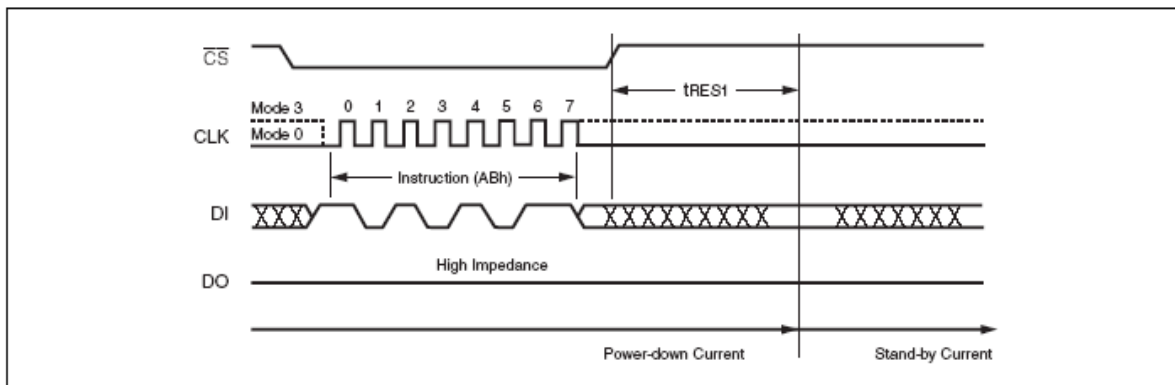 CS
tRES1
Mode 3 0 1 2 3 4 5 6 7
CLK Mode 0
Instruction (ABh)
DI
High Impedance
DO
Power-down Current Stand-by Current